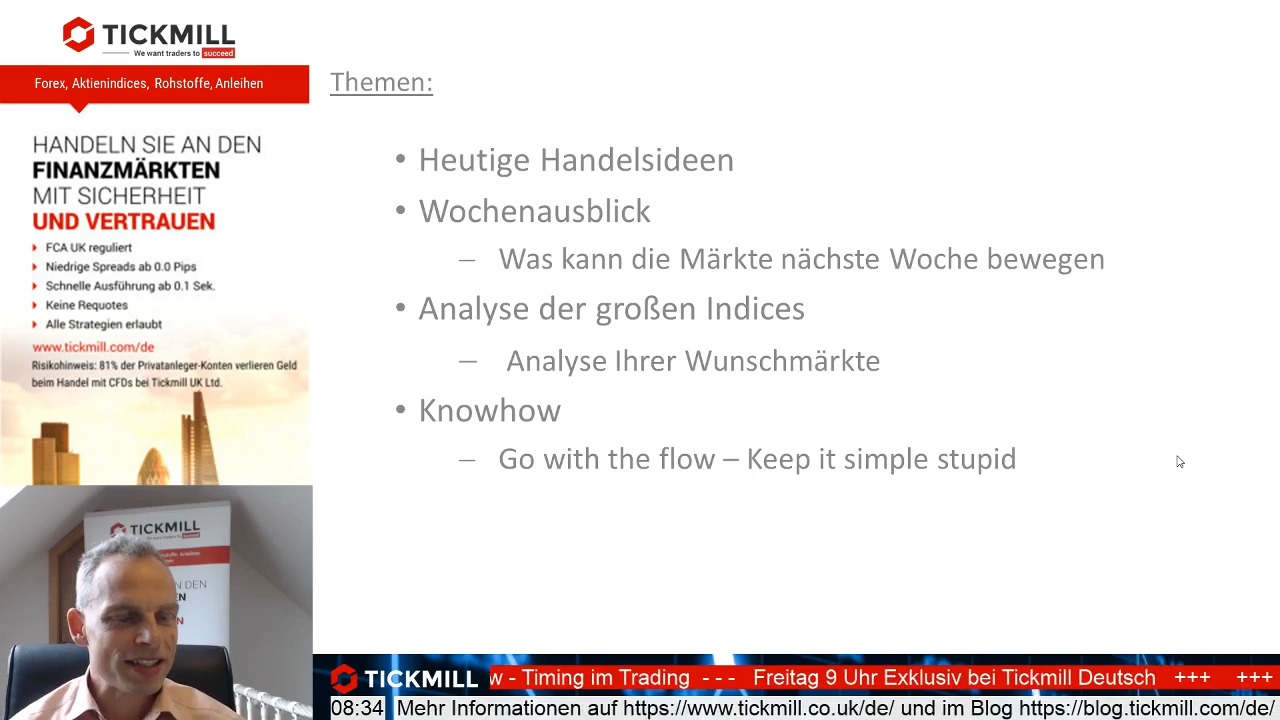 TICKMILL
We want traders to succeed
Forex, Aktienindices, Rohstoffe, Anleihen
HANDELN SIE AN DEN
FINANZMÄRKTEN
MIT SICHERHEIT
UND VERTRAUEN
FCA UK reguliert
Niedrige Spreads ab 0.0 Pips
Schnelle Ausführung ab 0.1 Sek.
Keine Requotes
Alle Strategien erlaubt
www.tickmill.com/de
Risikohinweis: 81% der Privatanleger-Konten verlieren Geld
beim Handel mit CFDs bei Tickmill UK Ltd.
Themen:
• Heutige Handelsideen
• Wochenausblick
– Was kann die Märkte nächste Woche bewegen
• Analyse der großen Indices
– Analyse Ihrer Wunschmärkte
• Knowhow
– Go with the flow – Keep it simple stupid
TICKMILL
TICKMILL w - Timing im Trading - - - Freitag 9 Uhr Exklusiv bei Tickmill Deutsch +++ +++
08:34 Mehr Informationen auf https://www.tickmill.co.uk/de/ und im Blog https://blog.tickmill.com/de/